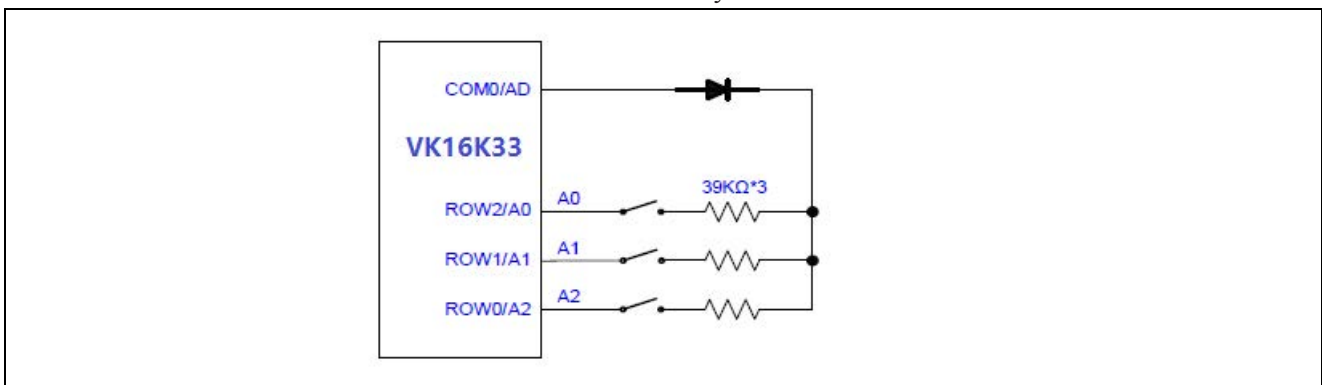 COM0/AD
VK16K33
39KΩ*3
ROW2/A0 A0
ROW1/A1 A1
ROW0/A2 A2